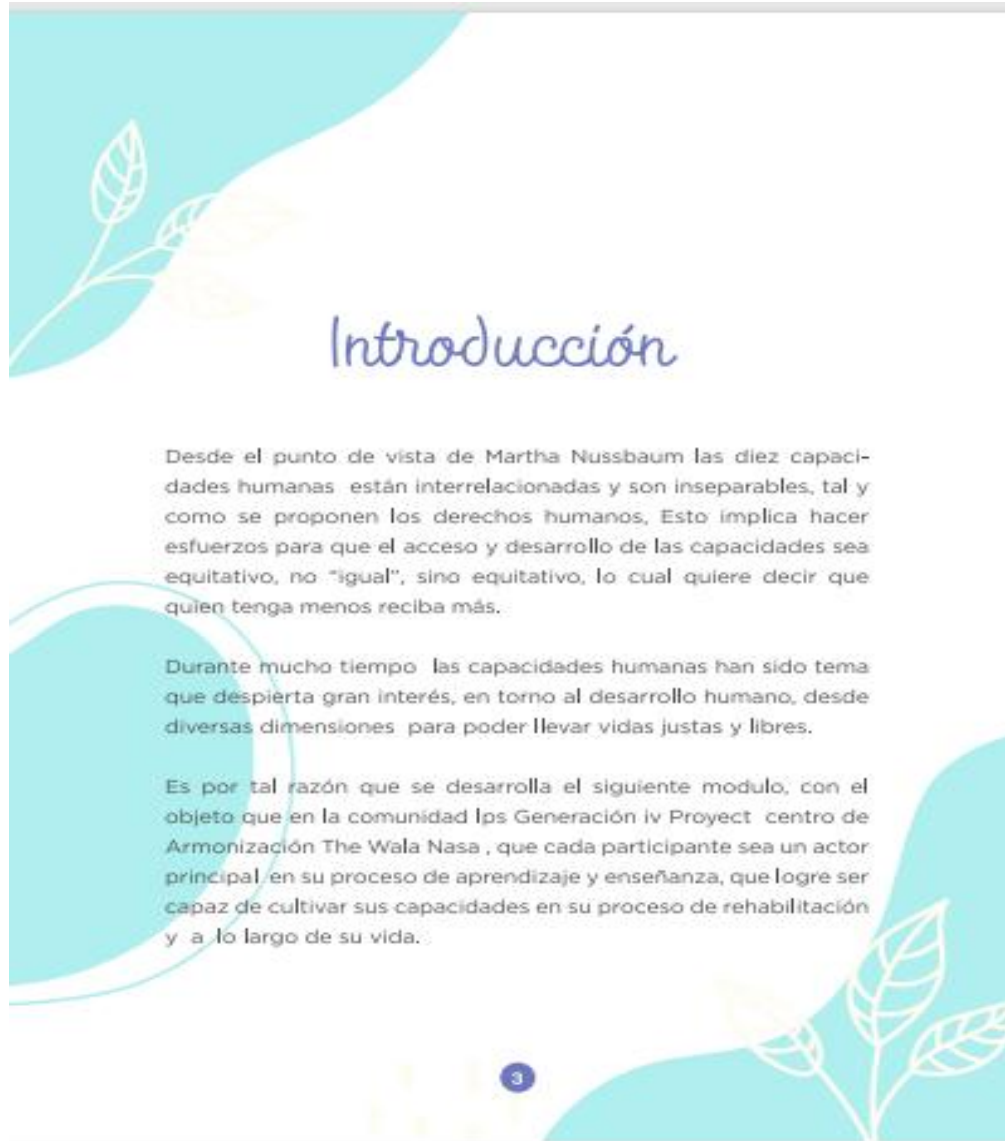 Introducción
Desde el punto de vista de Martha Nussbaum las diez capaci-
dades humanas están interrelacionadas y son inseparables, tal y
como se proponen los derechos humanos, Esto implica hacer
esfuerzos para que el acceso y desarrollo de las capacidades sea
equitativo, no "igual", sino equitativo, lo cual quiere decir que
quien tenga menos reciba más.
Durante mucho tiempo las capacidades humanas han sido tema
que despierta gran interés, en torno al desarrollo humano, desde
diversas dimensiones para poder llevar vidas justas y libres.
Es por tal razón que se desarrolla el siguiente modulo, con el
objeto que en la comunidad Ips Generación iv Proyect centro de
Armonización The Wala Nasa , que cada participante sea un actor
principal en su proceso de aprendizaje y enseñanza, que logre ser
capaz de cultivar sus capacidades en su proceso de rehabilitación
y a lo largo de su vida.
3